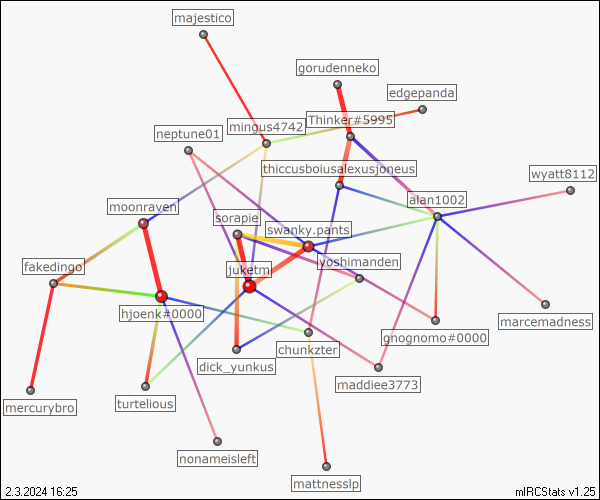 majestico
gorudenneko
edgepanda
Thinker#5995
mingus4742
neptune01
thiccusboiusalexusjoneus
wyatt8112
alan1002
moonraven
sorapie
swanky.pants
fakedingo
juketm
yoshimanden
hjoenk#0000
marcemadness
gnognomo#0000
chunkzter
dick_yunkus
maddiee3773
mercurybro
turtelious
nonameisleft
mattnesslp
2.3.2024 16:25
mIRCStats v1.25